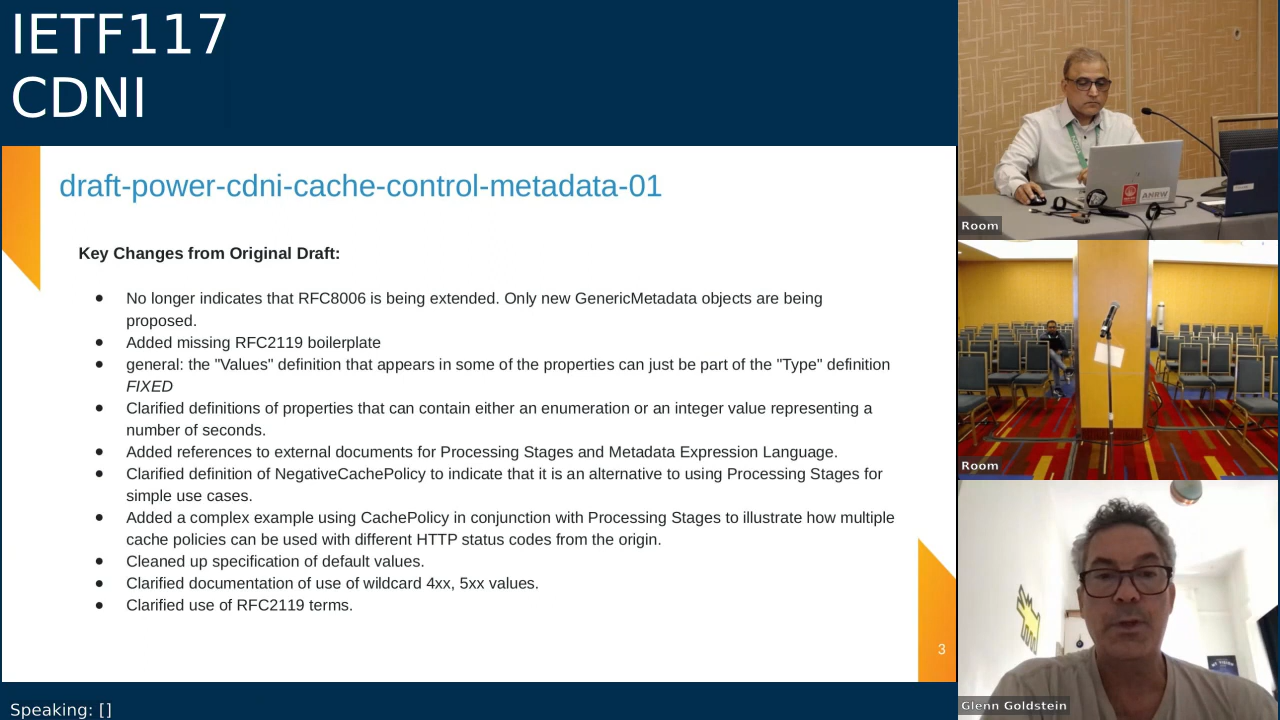 IETF117
CDNI
draft-power-cdni-cache-control-metadata-01
Key Changes from Original Draft:
● No longer indicates that RFC8006 is being extended. Only new GenericMetadata objects are being
proposed.
● Added missing RFC2119 boilerplate
● general: the "Values" definition that appears in some of the properties can just be part of the "Type" definition
FIXED
● Clarified definitions of properties that can contain either an enumeration or an integer value representing a
number of seconds.
● Added references to external documents for Processing Stages and Metadata Expression Language.
● Clarified definition of NegativeCachePolicy to indicate that it is an alternative to using Processing Stages for
simple use cases.
● Added a complex example using CachePolicy in conjunction with Processing Stages to illustrate how multiple
cache policies can be used with different HTTP status codes from the origin.
● Cleaned up specification of default values.
● Clarified documentation of use of wildcard 4xx, 5xx values.
● Clarified use of RFC2119 terms.
3
Speaking: []
ANRW
Room
Room
Glenn Goldstein